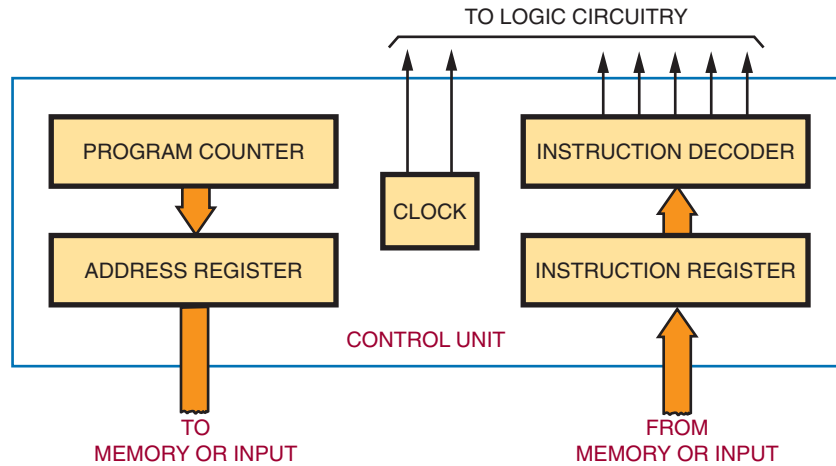 TO LOGIC CIRCUITRY
PROGRAM COUNTER
INSTRUCTION DECODER
CLOCK
ADDRESS REGISTER
INSTRUCTION REGISTER
CONTROL UNIT
TO
MEMORY OR INPUT
FROM
MEMORY OR INPUT